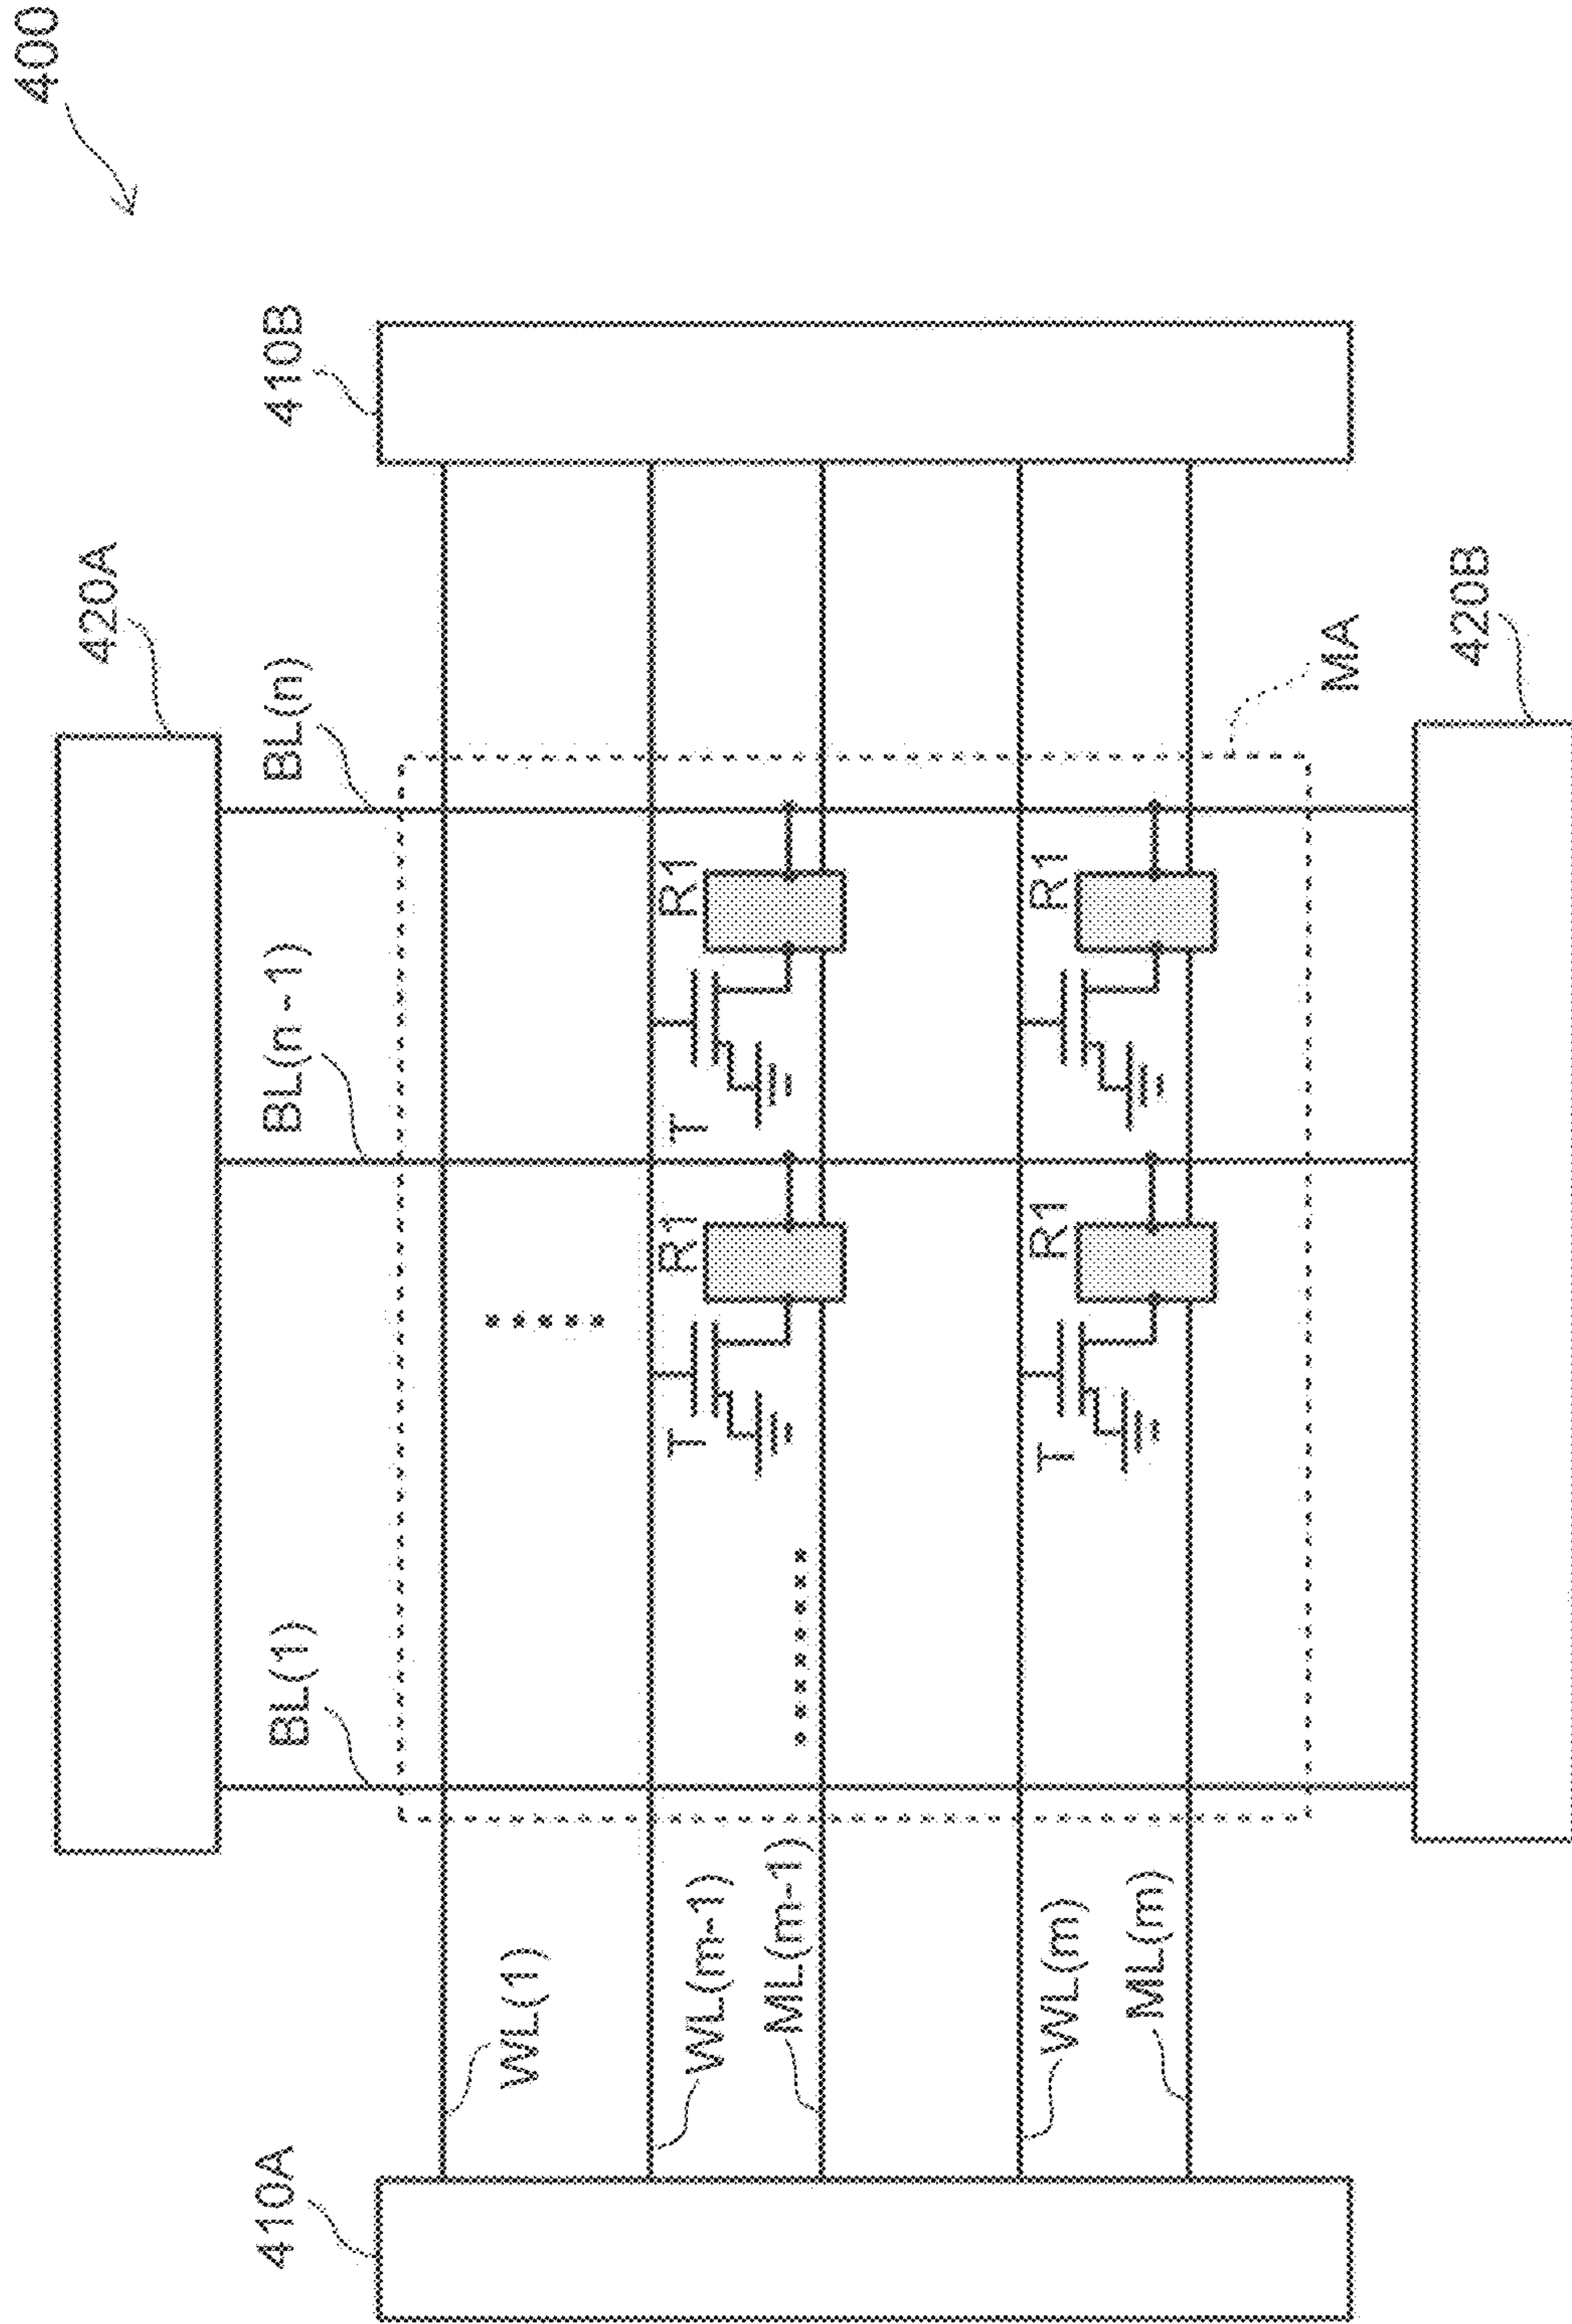 400
420A
410B
BL(1)
BL(n-1)
BL(n)
WL(1)
T
R1
T
R1
WL(m-1)
ML(m-1)
T
R1
R1
WL(m)
ML(m)
MA
410A
420B